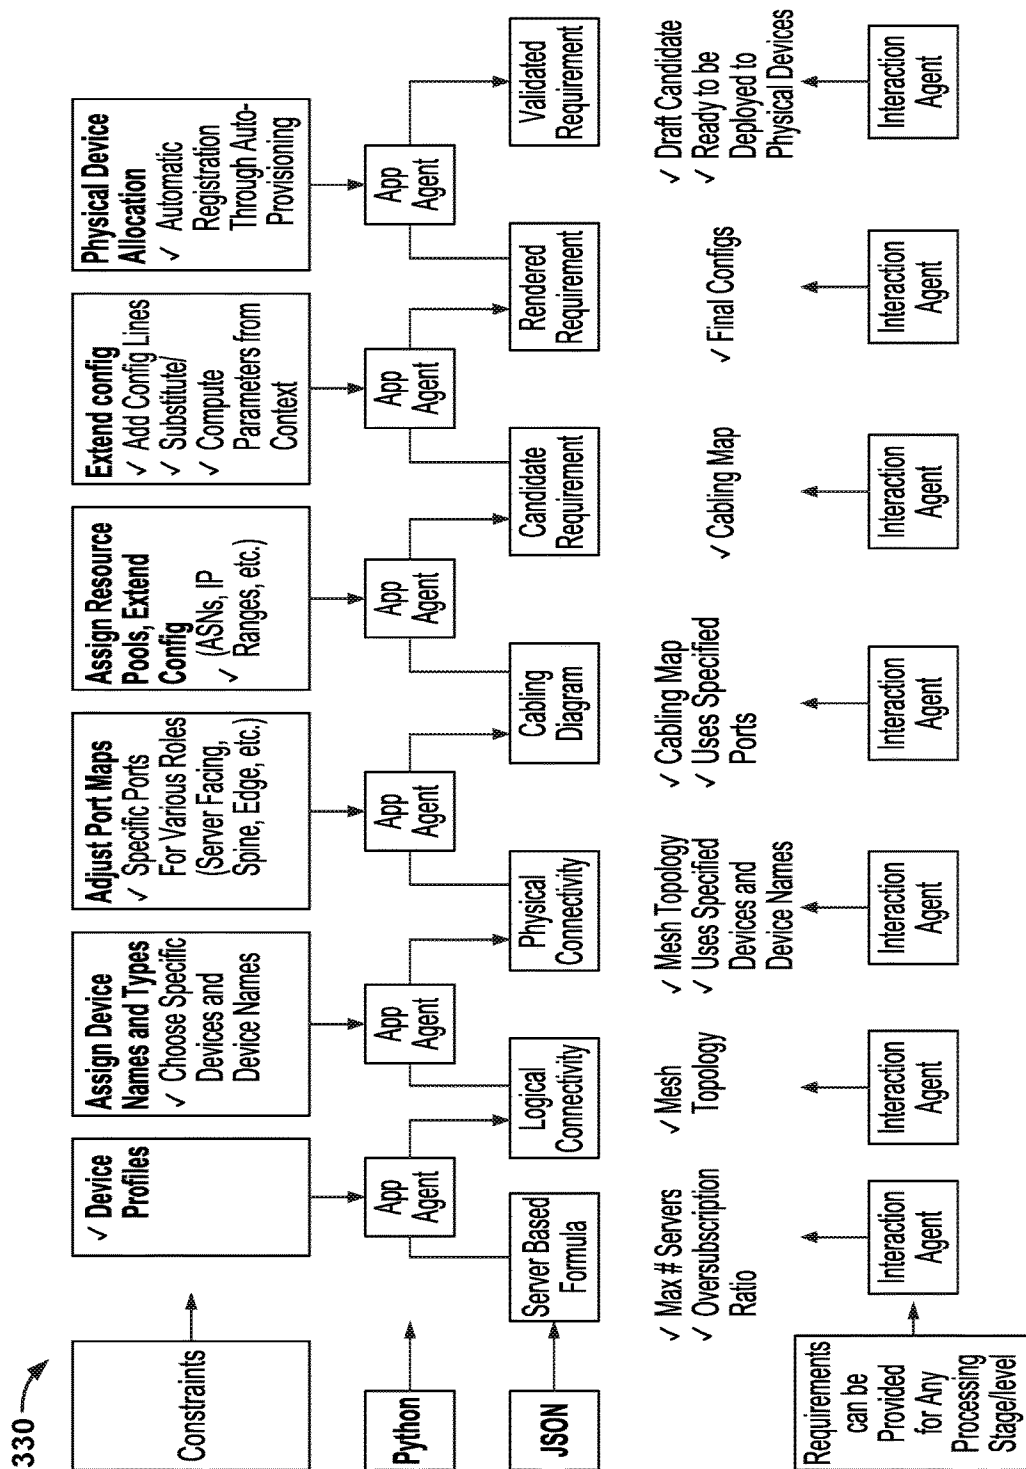 330
Constraints
✓ Device
Profiles
Assign Device
Names and Types
✓ Choose Specific
Devices and
Device Names
Adjust Port Maps
✓ Specific Ports
For Various Roles
(Server Facing,
Spine, Edge, etc.)
Assign Resource
Pools, Extend
Config
(ASNs, IP
✓ Ranges, etc.)
Extend config
✓ Add Config Lines
✓ Substitute/
✓ Compute
Parameters from
Context
Physical Device
Allocation
✓ Automatic
Registration
Through Auto-
Provisioning
Python
App
Agent
App
Agent
App
Agent
App
Agent
App
Agent
App
Agent
JSON
Server Based
Formula
Logical
Connectivity
Physical
Connectivity
Cabling
Diagram
Candidate
Requirement
Rendered
Requirement
Validated
Requirement
✓ Max # Servers
✓ Oversubscription
Ratio
✓ Mesh
Topology
✓ Mesh Topology
✓ Uses Specified
Devices and
Device Names
✓ Cabling Map
✓ Uses Specified
Ports
✓ Cabling Map
✓ Final Configs
✓ Draft Candidate
✓ Ready to be
Deployed to
Physical Devices
Requirements
can be
Provided
for Any
Processing
Stage/level
Interaction
Agent
Interaction
Agent
Interaction
Agent
Interaction
Agent
Interaction
Agent
Interaction
Agent
Interaction
Agent